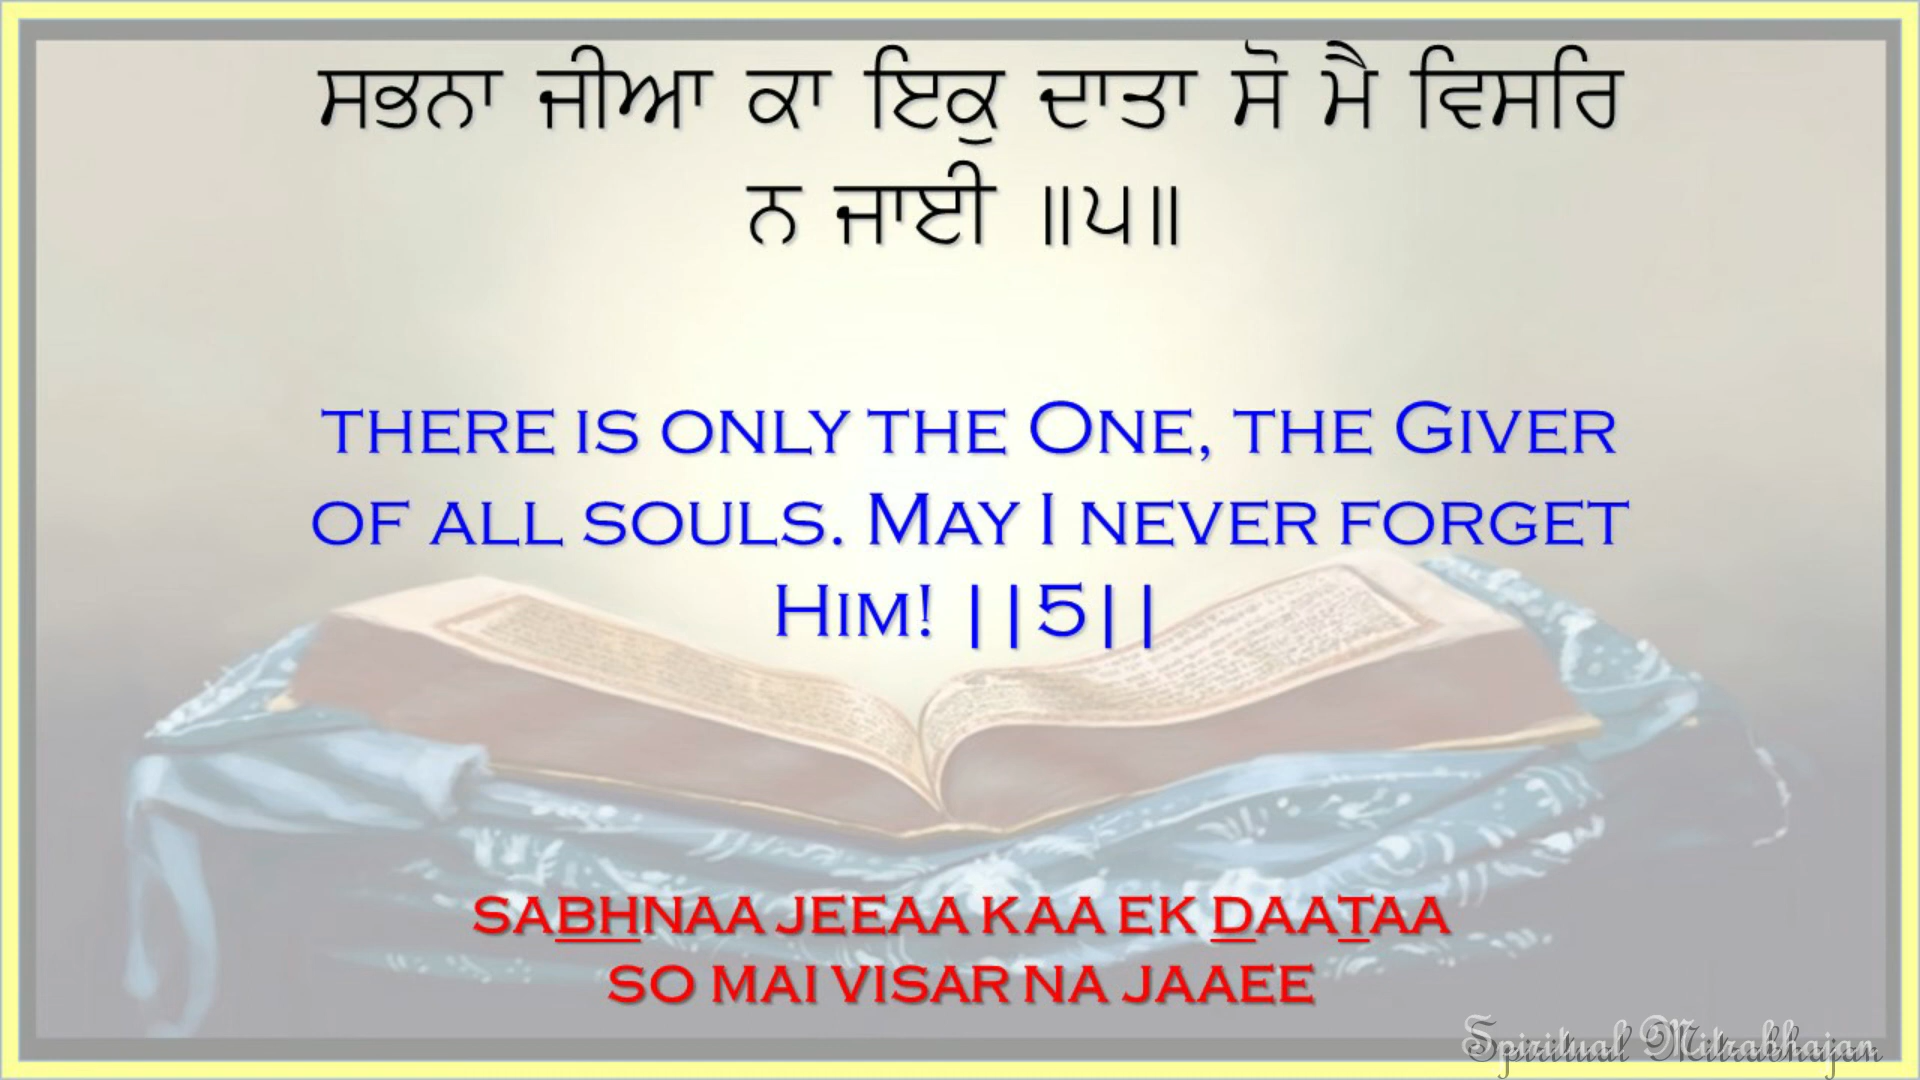 ਸਭਨਾ ਜੀਆ ਕਾ ਇਕੁ ਦਾਤਾ ਸੋ ਮੈ ਵਿਸਰਿ
ਨ ਜਾਈ ॥੫॥
THERE IS ONLY THE ONE, THE GIVER
OF ALL SOULS. MAY I NEVER FORGET
HIM! ||5||
SABHNAA JEEAA KAA EK DAATAA
SO MAI VISAR NA JAAEE
Spiritual Mitrabhajan